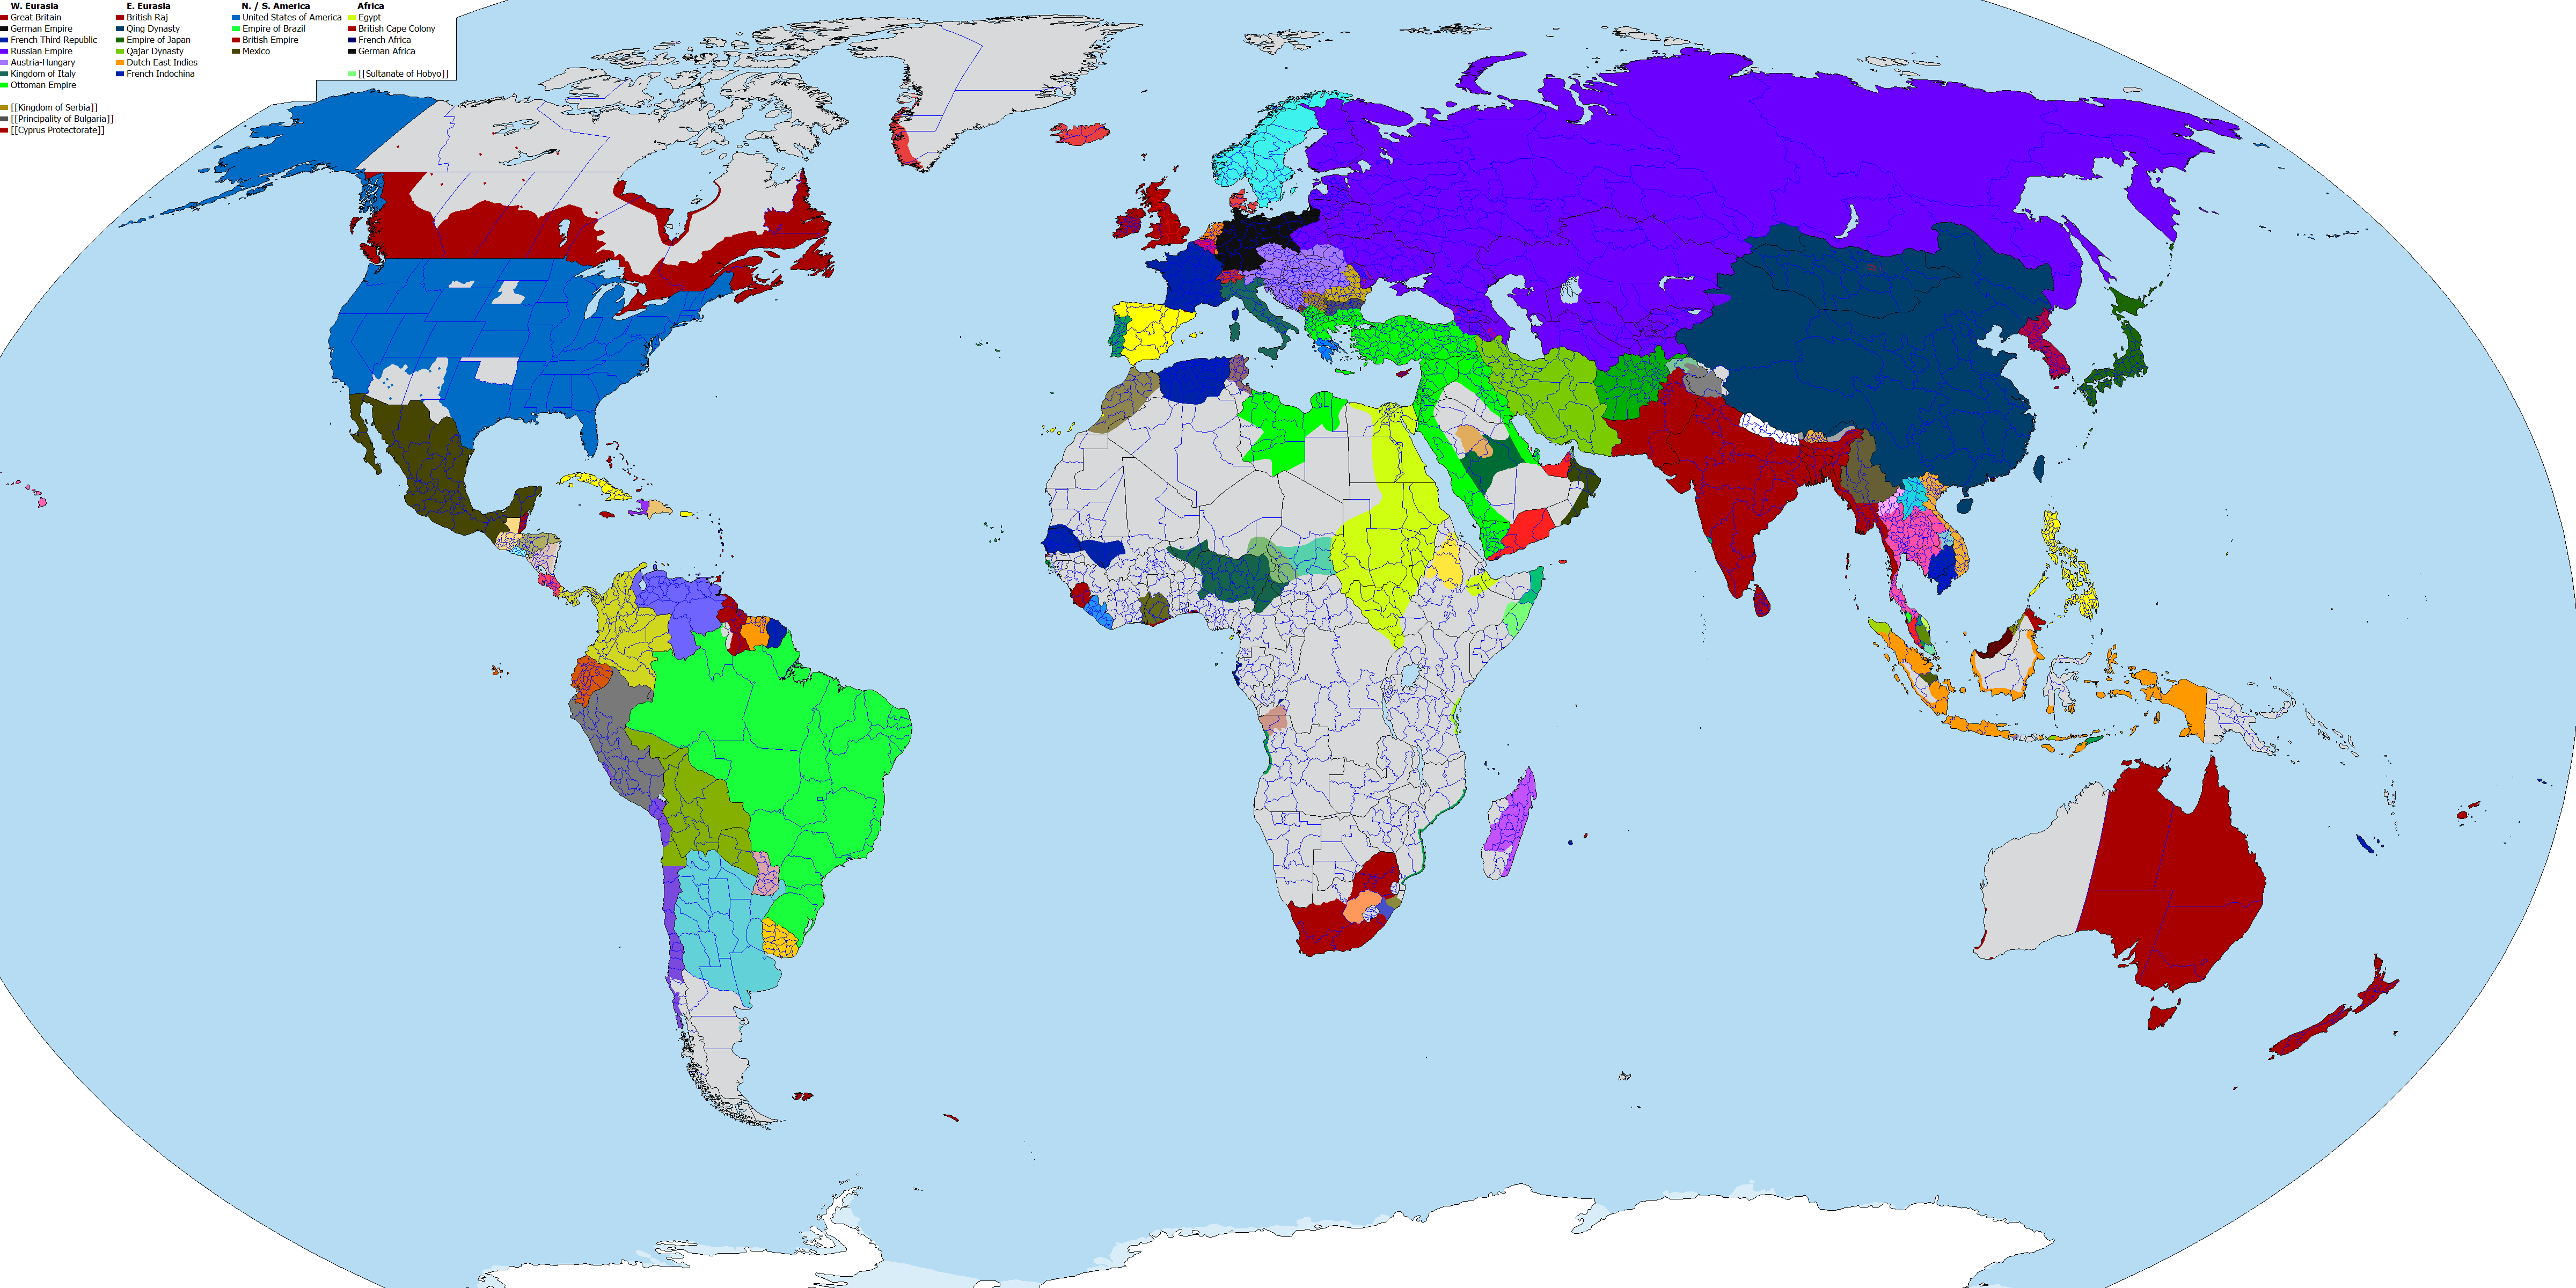 W. Eurasia
Great Britain
German Empire
French Third Republic
Russian Empire
Austria-Hungary
Kingdom of Italy
Ottoman Empire
[[Kingdom of Serbia]]
[[Principality of Bulgaria]]
[[Cyprus Protectorate]]
E. Eurasia
British Raj
Qing Dynasty
Empire of Japan
Qajar Dynasty
Dutch East Indies
French Indochina
N. / S. America
United States of America
Empire of Brazil
British Empire
Mexico
Africa
Egypt
British Cape Colony
French Africa
German Africa
[[Sultanate of Hobyo]]